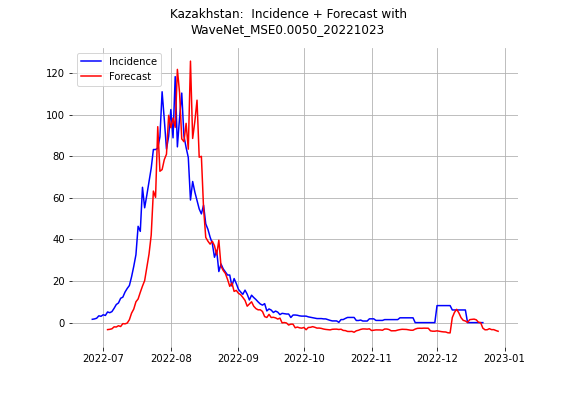 Kazakhstan:  Incidence + Forecast with
WaveNet_MSE0.0050_20221023
Incidence
Forecast
120
100
80
60
40
20
0
2022-07 2022-08 2022-09 2022-10 2022-11 2022-12 2023-01